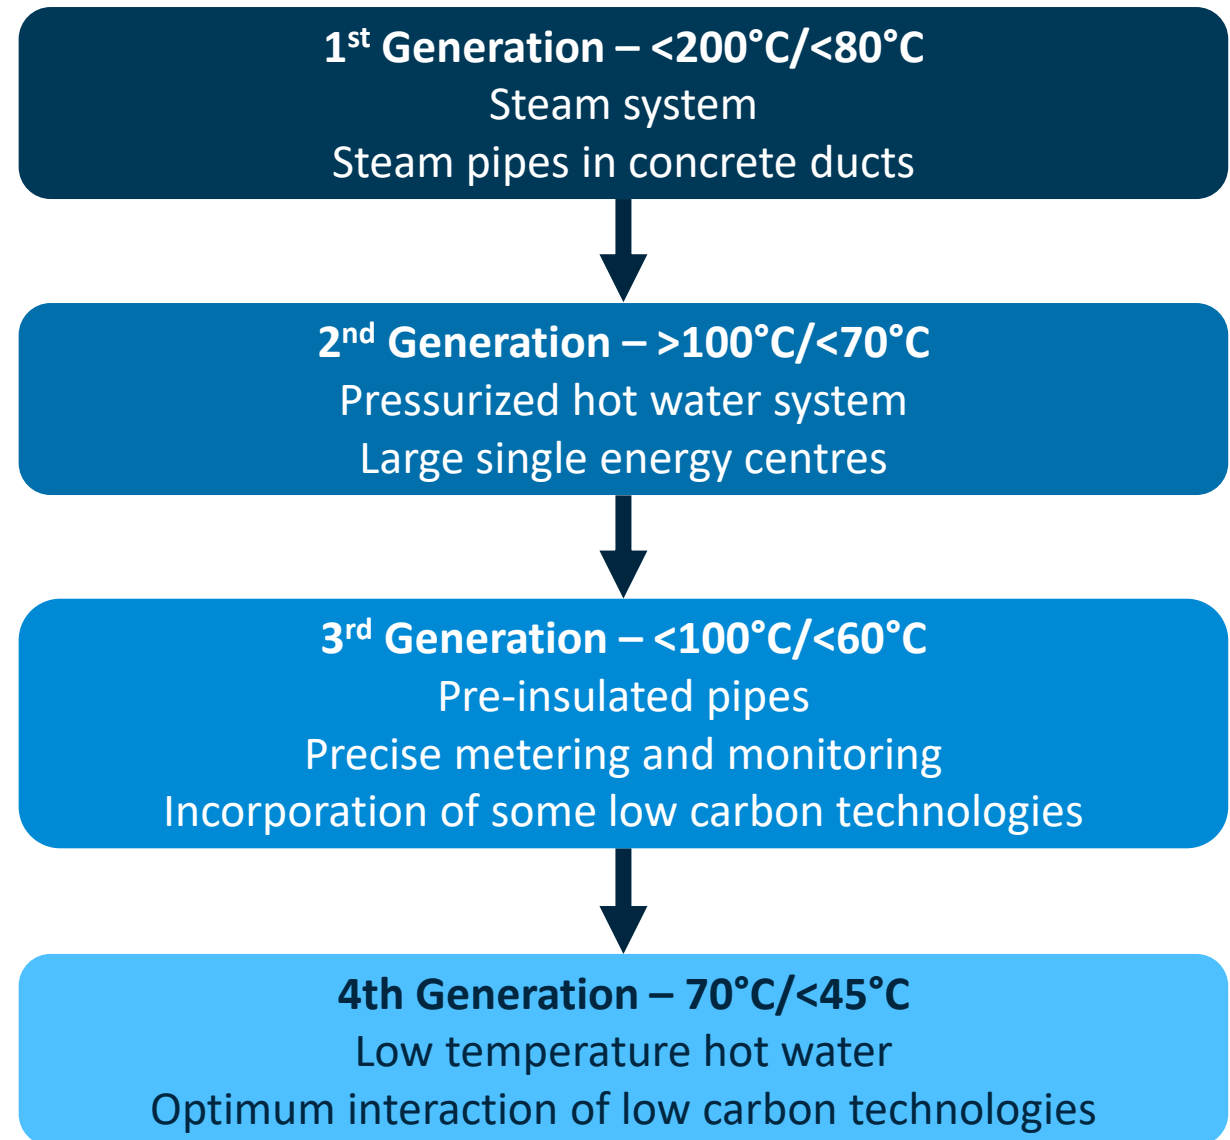 1st Generation – <200°C/<80°C
Steam system
Steam pipes in concrete ducts
2nd Generation – >100°C/<70°C
Pressurized hot water system
Large single energy centres
3rd Generation – <100°C/<60°C
Pre-insulated pipes
Precise metering and monitoring
Incorporation of some low carbon technologies
4th Generation – 70°C/<45°C
Low temperature hot water
Optimum interaction of low carbon technologies